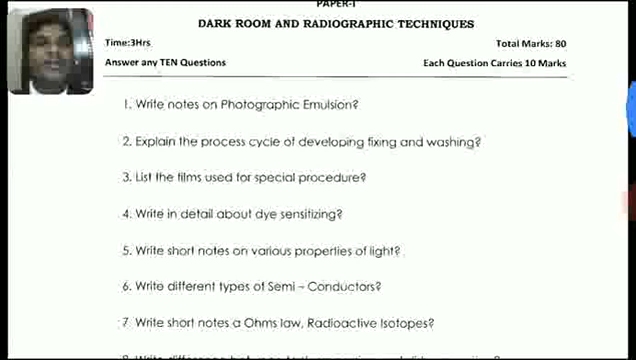 PAPER-I
DARK ROOM AND RADIOGRAPHIC TECHNIQUES
Time:3Hrs Total Marks: 80
Answer any TEN Questions Each Question Carries 10 Marks
1. Write notes on Photographic Emulsion?
2. Explain the process cycle of developing fixing and washing?
3. List the films used for special procedure?
4. Write in detail about dye sensitizing?
5. Write short notes on various properties of light?
6. Write different types of Semi – Conductors?
7. Write short notes a Ohms law, Radioactive Isotopes?